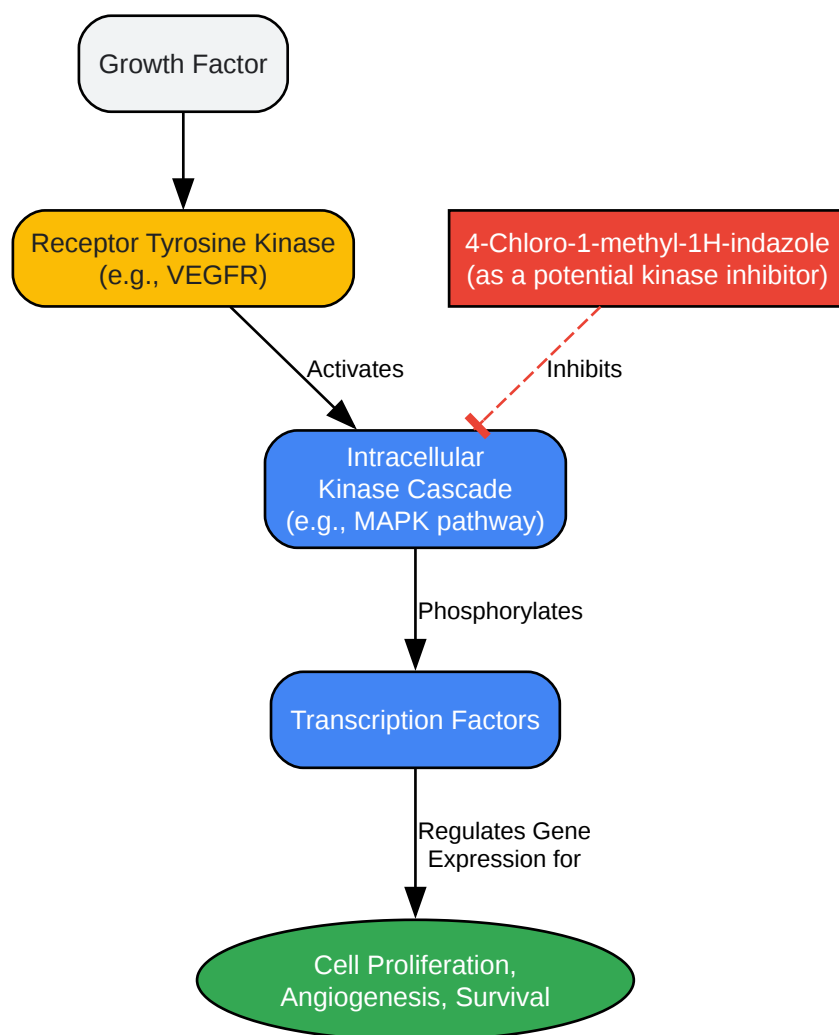 Growth Factor
Receptor Tyrosine Kinase
(e.g., VEGFR)
4-Chloro-1-methyl-1H-indazole
(as a potential kinase inhibitor)
Activates
Inhibits
Intracellular
Kinase Cascade
(e.g., MAPK pathway)
Phosphorylates
Transcription Factors
Regulates Gene
Expression for
Cell Proliferation,
Angiogenesis, Survival